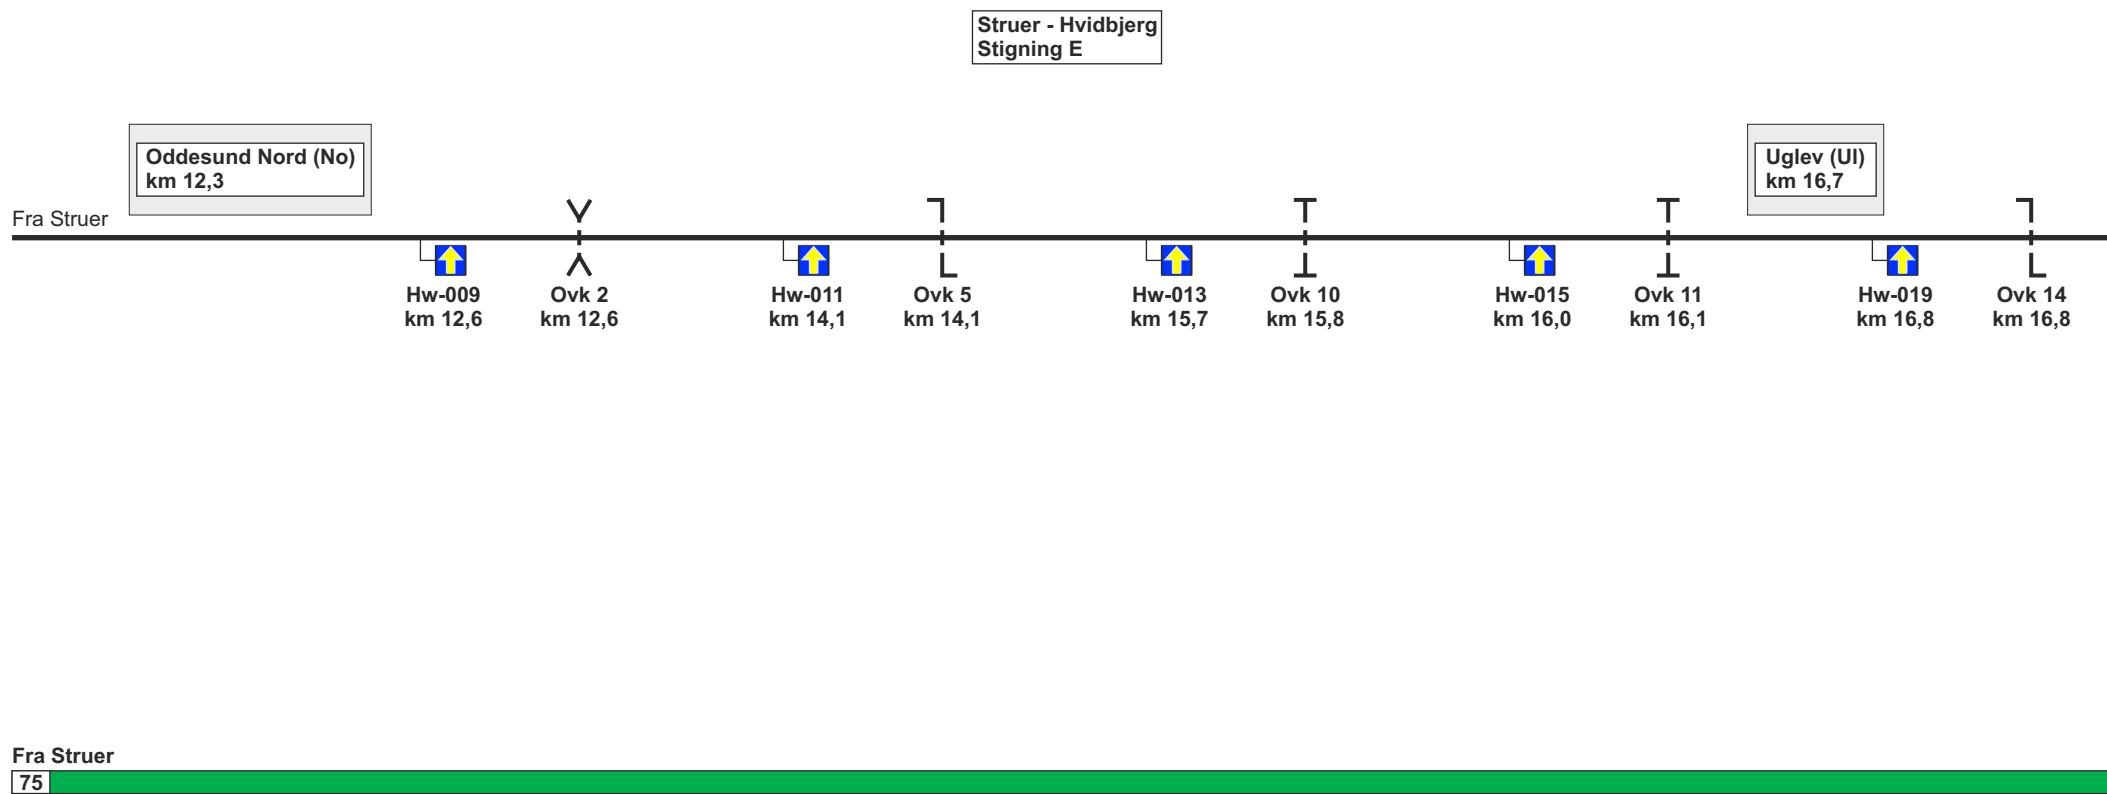 Struer - Hvidbjerg
Stigning E
Oddesund Nord (No)
km 12,3
Uglev (Ul)
km 16,7
Fra Struer
Hw-009
km 12,6
Ovk 2
km 12,6
Hw-011
km 14,1
Ovk 5
km 14,1
Hw-013
km 15,7
Ovk 10
km 15,8
Hw-015
km 16,0
Ovk 11
km 16,1
Hw-019
km 16,8
Ovk 14
km 16,8
Fra Struer
75